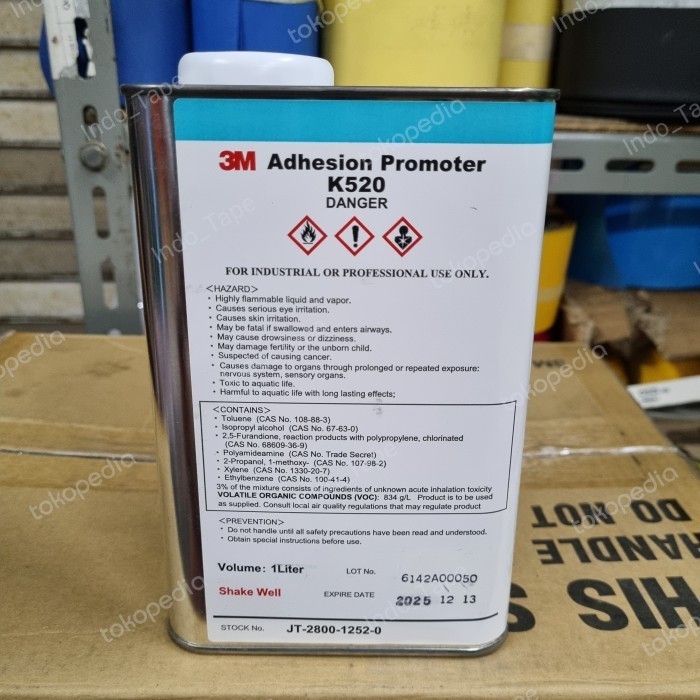 3M Adhesion Promoter
K520
DANGER
FOR INDUSTRIAL OR PROFESSIONAL USE ONLY.
<HAZARD>
• Highly flammable liquid and vapor.
• Causes serious eye irritation.
• Causes skin irritation.
• May be fatal if swallowed and enters airways.
• May cause drowsiness or dizziness.
• May damage fertility or the unborn child.
• Suspected of causing cancer.
• Causes damage to organs through prolonged or repeated exposure:
nervous system, sensory organs.
• Toxic to aquatic life.
• Harmful to aquatic life with long lasting effects;
<CONTAINS>
• Toluene (CAS No. 108-88-3)
• Isopropyl alcohol (CAS No. 67-63-0)
• 2,5-Furandione, reaction products with polypropylene, chlorinated
(CAS No. 68609-36-9)
• Polyamideamine (CAS No. Trade Secret)
• 2-Propanol, 1-methoxy- (CAS No. 107-98-2)
• Xylene (CAS No. 1330-20-7)
• Ethylbenzene (CAS No. 100-41-4)
3% of the mixture consists of ingredients of unknown acute inhalation toxicity
VOLATILE ORGANIC COMPOUNDS (VOC): 834 g/L Product is to be used
as supplied. Consult local air quality regulations that may regulate product
<PREVENTION>
• Do not handle until all safety precautions have been read and understood.
• Obtain special instructions before use.
Volume: 1Liter LOT No. 6142A00050
Shake Well EXPIRE DATE 2025 12 13
STOCK No. JT-2800-1252-0
THIS S
HANDLE
DO NOT
tokopedia
Indo_Tape